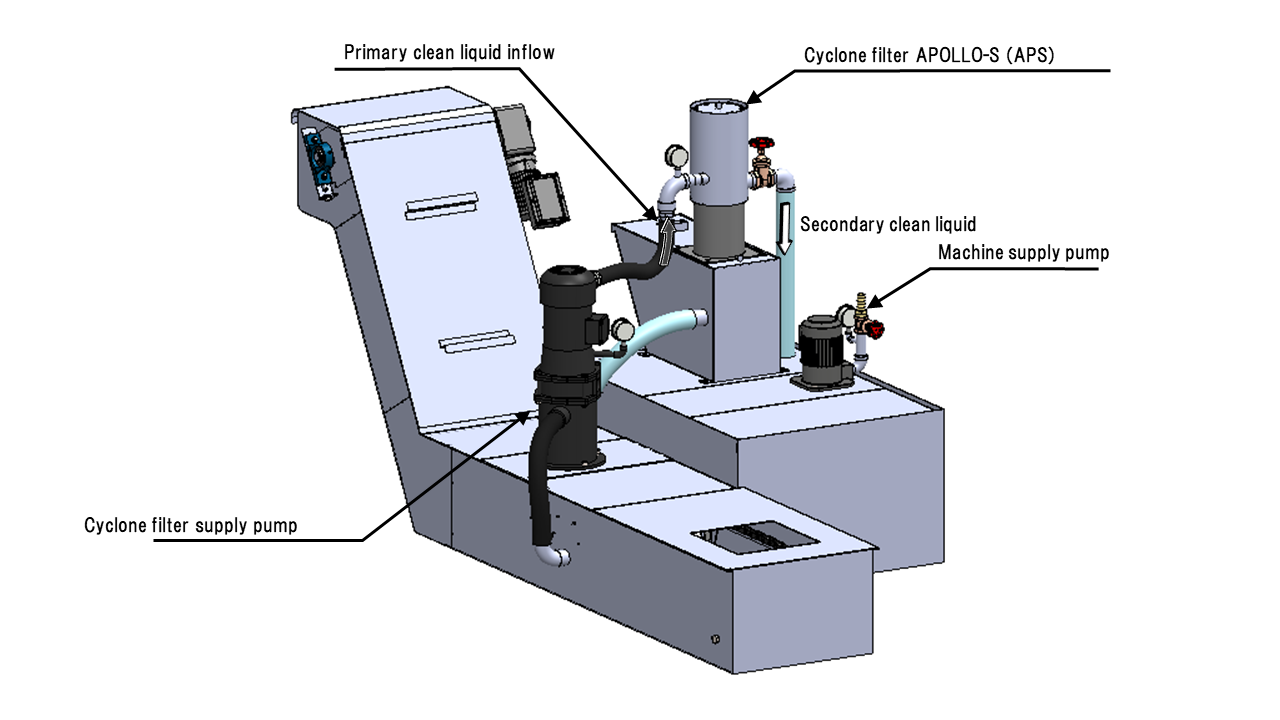 Primary clean liquid inflow
Cyclone filter APOLLO-S (APS)
Secondary clean liquid
Machine supply pump
Cyclone filter supply pump